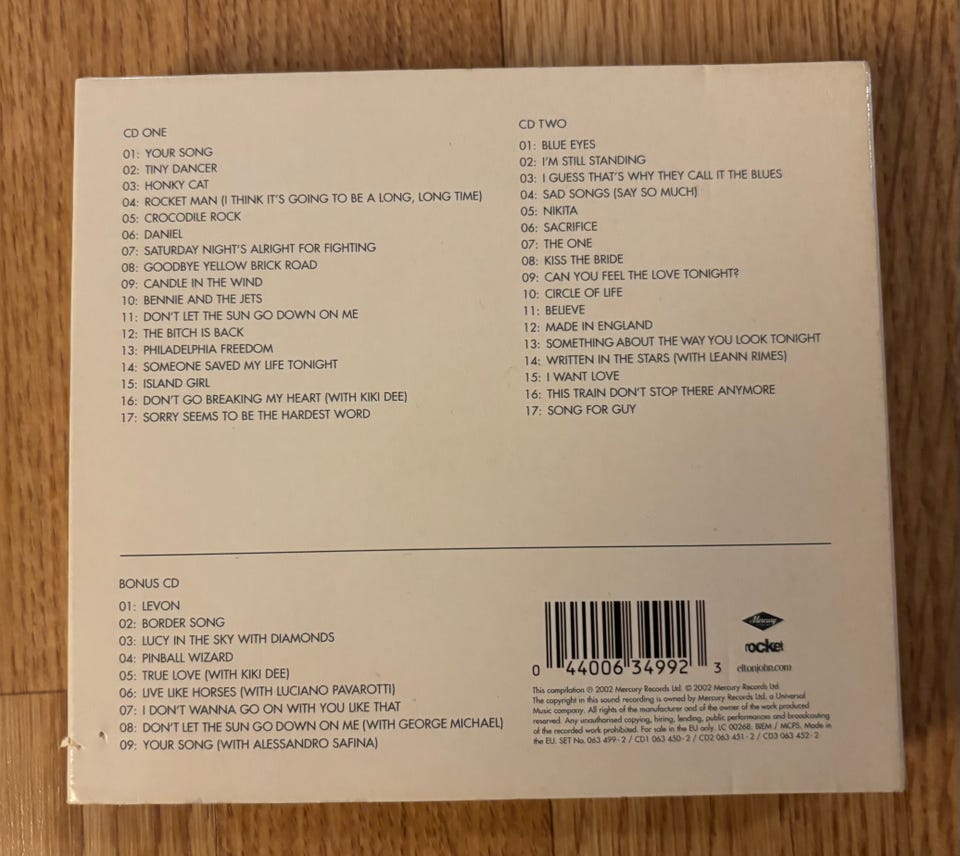 CD ONE
01: YOUR SONG
02: TINY DANCER
03: HONKY CAT
04: ROCKET MAN (I THINK IT'S GOING TO BE A LONG, LONG TIME)
05: CROCODILE ROCK
06: DANIEL
07: SATURDAY NIGHT'S ALRIGHT FOR FIGHTING
08: GOODBYE YELLOW BRICK ROAD
09: CANDLE IN THE WIND
10: BENNIE AND THE JETS
11: DON'T LET THE SUN GO DOWN ON ME
12: THE BITCH IS BACK
13: PHILADELPHIA FREEDOM
14: SOMEONE SAVED MY LIFE TONIGHT
15: ISLAND GIRL
16: DON'T GO BREAKING MY HEART (WITH KIKI DEE)
17: SORRY SEEMS TO BE THE HARDEST WORD
CD TWO
01: BLUE EYES
02: I'M STILL STANDING
03: I GUESS THAT'S WHY THEY CALL IT THE BLUES
04: SAD SONGS (SAY SO MUCH)
05: NIKITA
06: SACRIFICE
07: THE ONE
08: KISS THE BRIDE
09: CAN YOU FEEL THE LOVE TONIGHT?
10: CIRCLE OF LIFE
11: BELIEVE
12: MADE IN ENGLAND
13: SOMETHING ABOUT THE WAY YOU LOOK TONIGHT
14: WRITTEN IN THE STARS (WITH LEANN RIMES)
15: I WANT LOVE
16: THIS TRAIN DON'T STOP THERE ANYMORE
17: SONG FOR GUY
BONUS CD
01: LEVON
02: BORDER SONG
03: LUCY IN THE SKY WITH DIAMONDS
04: PINBALL WIZARD
05: TRUE LOVE (WITH KIKI DEE)
06: LIVE LIKE HORSES (WITH LUCIANO PAVAROTTI)
07: I DON'T WANNA GO ON WITH YOU LIKE THAT
08: DON'T LET THE SUN GO DOWN ON ME (WITH GEORGE MICHAEL)
09: YOUR SONG (WITH ALESSANDRO SAFINA)
0 44006 34992 3
Mercury
rocket
eltonjohn.com
This compilation ℗ 2002 Mercury Records Ltd. © 2002 Mercury Records Ltd.
The copyright in this sound recording is owned by Mercury Records Ltd. a Universal
Music company. All rights of the manufacturer and of the owner of the work produced
reserved. Any unauthorised copying, hiring, lending, public performances and broadcasting
of the recorded work prohibited. For sale in the EU only. LC 00268. BIEM / MCPS. Made in
the EU. SET No. 063 499-2 / CD1 063 450-2 / CD2 063 451-2 / CD3 063 452-2